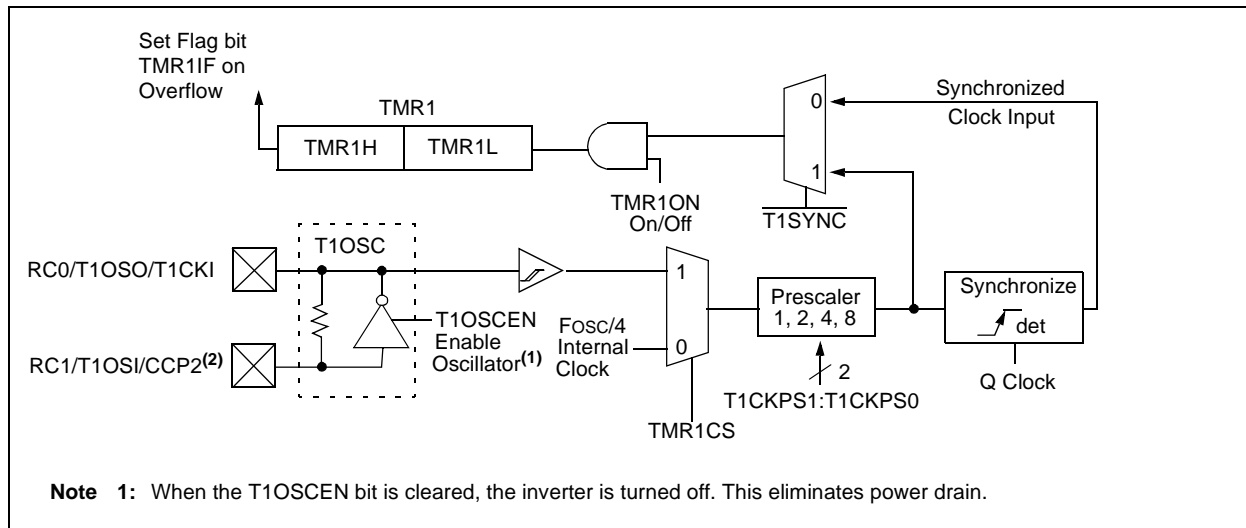 Set Flag bit
TMR1IF on
Overflow
TMR1
TMR1H
TMR1L
TMR1ON
On/Off
0
1
T1SYNC
Synchronized
Clock Input
RC0/T1OSO/T1CKI
T1OSC
RC1/T1OSI/CCP2(2)
T1OSCEN
Enable
Oscillator(1)
FOSC/4
Internal
Clock
1
0
TMR1CS
Prescaler
1, 2, 4, 8
2
T1CKPS1:T1CKPS0
Synchronize
det
Q Clock
Note 1: When the T1OSCEN bit is cleared, the inverter is turned off. This eliminates power drain.